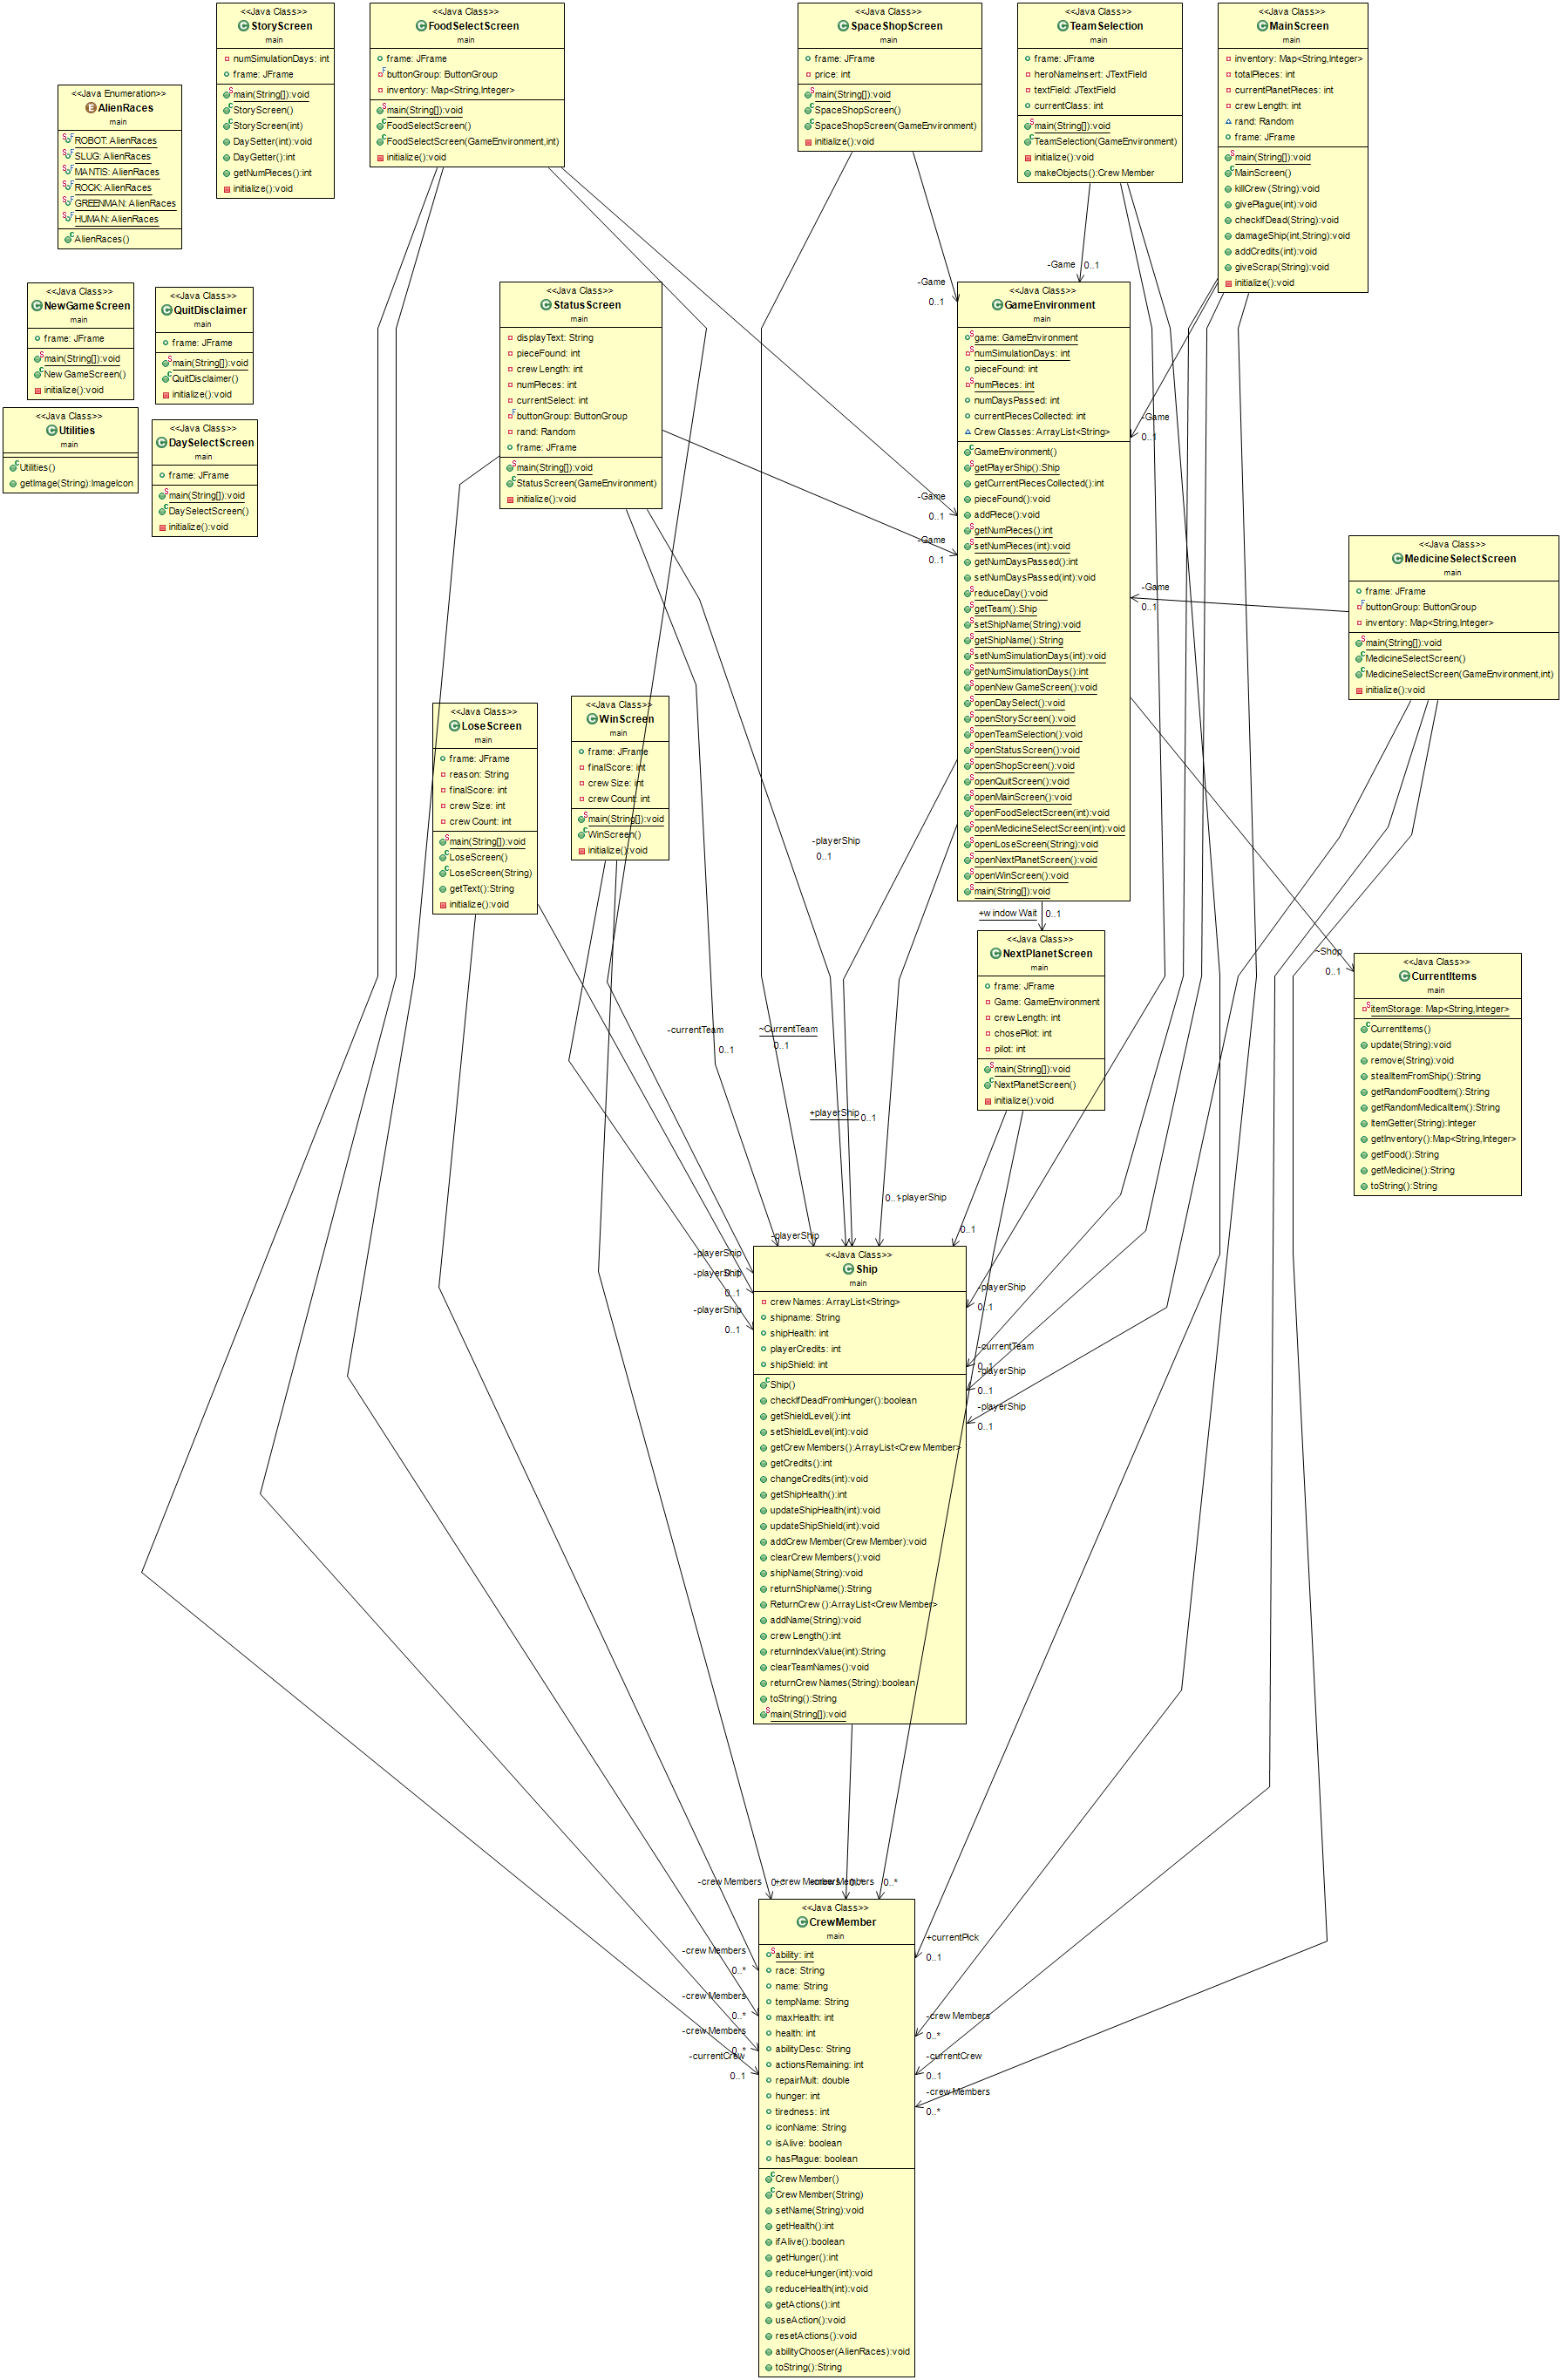 <<Java Class>>
StoryScreen
main
numSimulationDays: int
frame: JFrame
main(String[]):void
StoryScreen()
StoryScreen(int)
DaySetter(int):void
DayGetter():int
getNumPieces():int
initialize():void
<<Java Class>>
FoodSelectScreen
main
frame: JFrame
buttonGroup: ButtonGroup
inventory: Map<String,Integer>
main(String[]):void
FoodSelectScreen()
FoodSelectScreen(GameEnvironment,int)
initialize():void
<<Java Class>>
SpaceShopScreen
main
frame: JFrame
price: int
main(String[]):void
SpaceShopScreen()
SpaceShopScreen(GameEnvironment)
initialize():void
<<Java Class>>
TeamSelection
main
frame: JFrame
heroNameInsert: JTextField
textField: JTextField
currentClass: int
main(String[]):void
TeamSelection(GameEnvironment)
initialize():void
makeObjects():Crew Member
<<Java Class>>
MainScreen
main
inventory: Map<String,Integer>
totalPieces: int
currentPlanetPieces: int
crew Length: int
rand: Random
frame: JFrame
main(String[]):void
MainScreen()
killCrew (String):void
givePlague(int):void
checkIfDead(String):void
damageShip(int,String):void
addCredits(int):void
giveScrap(String):void
initialize():void
<<Java Enumeration>>
AlienRaces
main
ROBOT: AlienRaces
SLUG: AlienRaces
MANTIS: AlienRaces
ROCK: AlienRaces
GREENMAN: AlienRaces
HUMAN: AlienRaces
AlienRaces()
<<Java Class>>
NewGameScreen
main
frame: JFrame
main(String[]):void
New GameScreen()
initialize():void
<<Java Class>>
QuitDisclaimer
main
frame: JFrame
main(String[]):void
QuitDisclaimer()
initialize():void
<<Java Class>>
Utilities
main
Utilities()
getImage(String):ImageIcon
<<Java Class>>
DaySelectScreen
main
frame: JFrame
main(String[]):void
DaySelectScreen()
initialize():void
<<Java Class>>
StatusScreen
main
displayText: String
pieceFound: int
crew Length: int
numPieces: int
currentSelect: int
buttonGroup: ButtonGroup
rand: Random
frame: JFrame
main(String[]):void
StatusScreen(GameEnvironment)
initialize():void
-Game
0..1
-Game
0..1
-Game
0..1
-Game
0..1
-Game
0..1
-Game
0..1
<<Java Class>>
GameEnvironment
main
game: GameEnvironment
numSimulationDays: int
pieceFound: int
numPieces: int
numDaysPassed: int
currentPiecesCollected: int
Crew Classes: ArrayList<String>
GameEnvironment()
getPlayerShip():Ship
getCurrentPiecesCollected():int
pieceFound():void
addPiece():void
getNumPieces():int
setNumPieces(int):void
getNumDaysPassed():int
setNumDaysPassed(int):void
reduceDay():void
getTeam():Ship
setShipName(String):void
getShipName():String
setNumSimulationDays(int):void
getNumSimulationDays():int
openNew GameScreen():void
openDaySelect():void
openStoryScreen():void
openTeamSelection():void
openStatusScreen():void
openShopScreen():void
openQuitScreen():void
openMainScreen():void
openFoodSelectScreen(int):void
openMedicineSelectScreen(int):void
openLoseScreen(String):void
openNextPlanetScreen():void
openWinScreen():void
main(String[]):void
<<Java Class>>
MedicineSelectScreen
main
frame: JFrame
buttonGroup: ButtonGroup
inventory: Map<String,Integer>
main(String[]):void
MedicineSelectScreen()
MedicineSelectScreen(GameEnvironment,int)
initialize():void
<<Java Class>>
LoseScreen
main
frame: JFrame
reason: String
finalScore: int
crew Size: int
crew Count: int
main(String[]):void
LoseScreen()
LoseScreen(String)
getText():String
initialize():void
<<Java Class>>
WinScreen
main
frame: JFrame
finalScore: int
crew Size: int
crew Count: int
main(String[]):void
WinScreen()
initialize():void
-playerShip
0..1
+w indow Wait
0..1
<<Java Class>>
NextPlanetScreen
main
frame: JFrame
Game: GameEnvironment
crew Length: int
chosePilot: int
pilot: int
main(String[]):void
NextPlanetScreen()
initialize():void
~Shop
0..1
<<Java Class>>
CurrentItems
main
itemStorage: Map<String,Integer>
CurrentItems()
update(String):void
remove(String):void
stealItemFromShip():String
getRandomFoodItem():String
getRandomMedicalItem():String
ItemGetter(String):Integer
getInventory():Map<String,Integer>
getFood():String
getMedicine():String
toString():String
-currentTeam
0..1
~CurrentTeam
0..1
+playerShip
0..1
0..1
-playerShip
0..1
-playerShip
-playerShip
0..1
-playerShip
0..1
-playerShip
0..1
<<Java Class>>
Ship
main
crew Names: ArrayList<String>
shipname: String
shipHealth: int
playerCredits: int
shipShield: int
Ship()
checkIfDeadFromHunger():boolean
getShieldLevel():int
setShieldLevel(int):void
getCrew Members():ArrayList<Crew Member>
getCredits():int
changeCredits(int):void
getShipHealth():int
updateShipHealth(int):void
updateShipShield(int):void
addCrew Member(Crew Member):void
clearCrew Members():void
shipName(String):void
returnShipName():String
ReturnCrew ():ArrayList<Crew Member>
addName(String):void
crew Length():int
returnIndexValue(int):String
clearTeamNames():void
returnCrew Names(String):boolean
toString():String
main(String[]):void
-playerShip
0..1
-currentTeam
0..1
-playerShip
0..1
-playerShip
0..1
-crew Members
0..*
0..*
-crew Members
0..*
-crew Members
0..*
-crew Members
0..*
-currentCrew
0..1
<<Java Class>>
CrewMember
main
ability: int
race: String
name: String
tempName: String
maxHealth: int
health: int
abilityDesc: String
actionsRemaining: int
repairMult: double
hunger: int
tiredness: int
iconName: String
isAlive: boolean
hasPlague: boolean
Crew Member()
Crew Member(String)
setName(String):void
getHealth():int
ifAlive():boolean
getHunger():int
reduceHunger(int):void
reduceHealth(int):void
getActions():int
useAction():void
resetActions():void
abilityChooser(AlienRaces):void
toString():String
+currentPick
0..1
-crew Members
0..*
-currentCrew
0..1
-crew Members
0..*